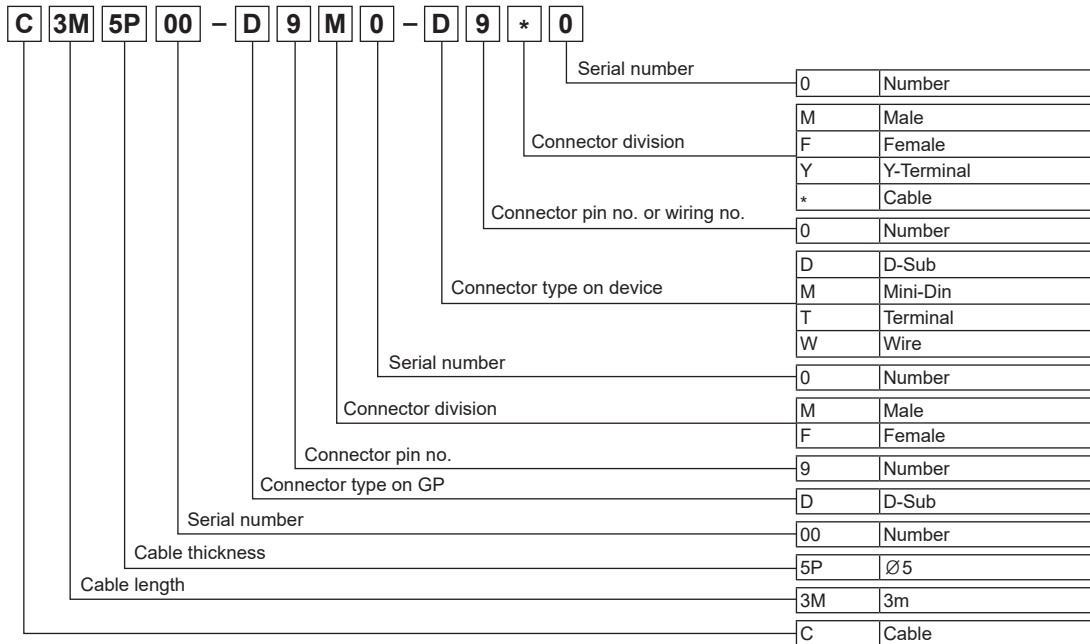 C 3M 5P 00 – D 9 M 0 – D 9 * 0
Serial number
0 Number
Connector division
M Male
F Female
Y Y-Terminal
* Cable
Connector pin no. or wiring no.
0 Number
Connector type on device
D D-Sub
M Mini-Din
T Terminal
W Wire
Serial number
0 Number
Connector division
M Male
F Female
Connector pin no.
9 Number
Connector type on GP
D D-Sub
Serial number
00 Number
Cable thickness
5P Ø5
Cable length
3M 3m
C Cable